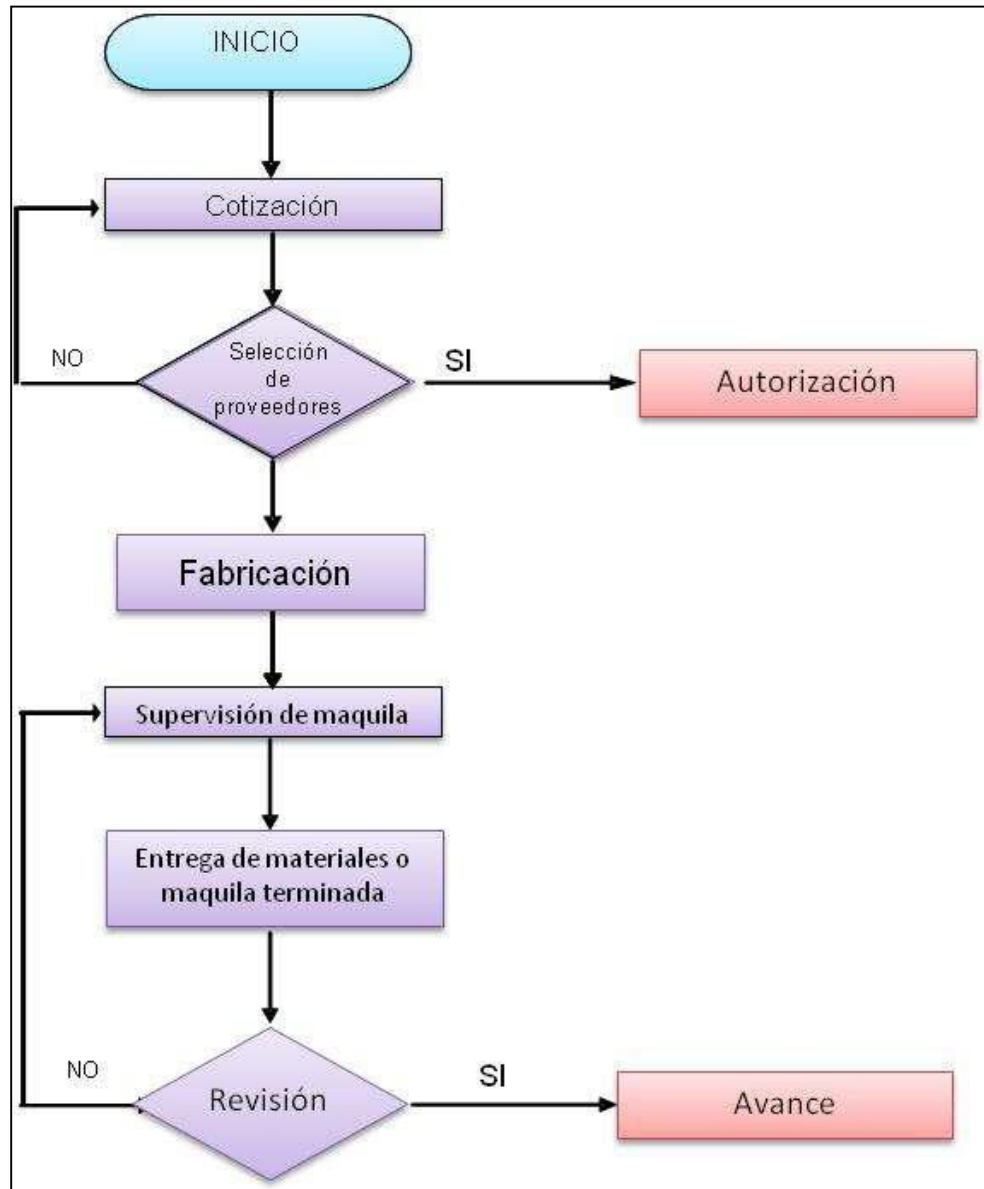 INICIO
Cotización
Selección
de
proveedores
NO
SI
Autorización
Fabricación
Supervisión de maquila
Entrega de materiales o
maquila terminada
NO
Revisión
SI
Avance